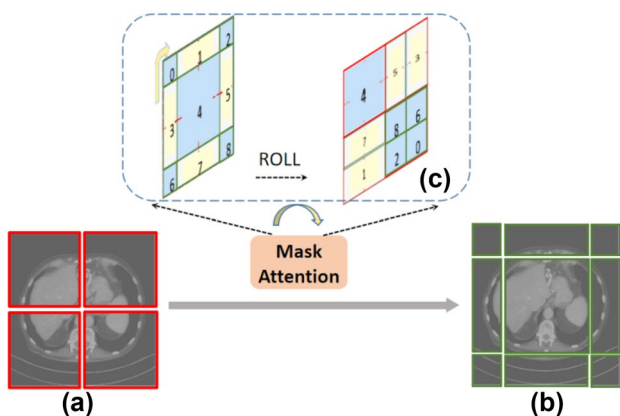 0 1 2
3 4 5
6 7 8
ROLL
4 5 3
7 8 6
1 2 0
(c)
Mask
Attention
(a)
(b)